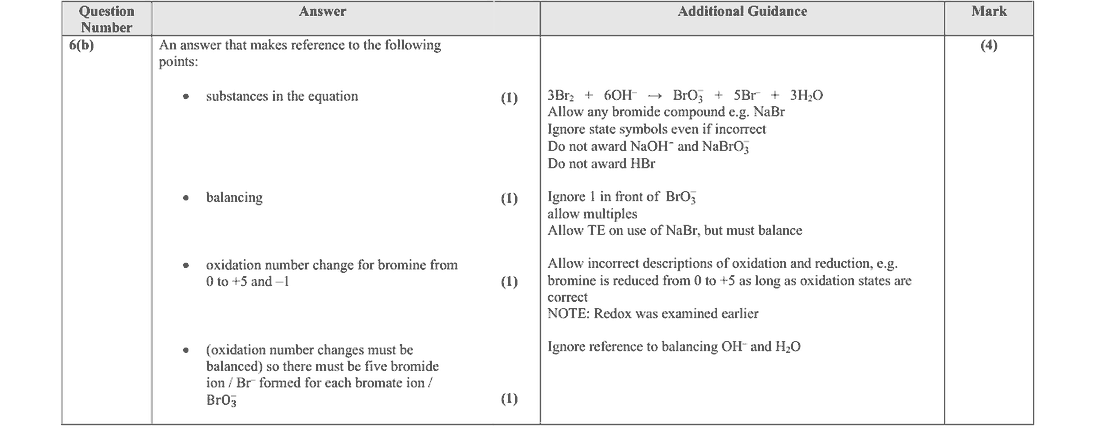 Question Number Answer Additional Guidance Mark
6(b) An answer that makes reference to the following (4)
points:
• substances in the equation (1) 3Br₂ + 6OH⁻ → BrO₃⁻ + 5Br⁻ + 3H₂O
Allow any bromide compound e.g. NaBr
Ignore state symbols even if incorrect
Do not award NaOH⁻ and NaBrO₃⁻
Do not award HBr
• balancing (1) Ignore 1 in front of BrO₃⁻
allow multiples
Allow TE on use of NaBr, but must balance
• oxidation number change for bromine from Allow incorrect descriptions of oxidation and reduction, e.g.
0 to +5 and –1 (1) bromine is reduced from 0 to +5 as long as oxidation states are
correct
NOTE: Redox was examined earlier
• (oxidation number changes must be Ignore reference to balancing OH⁻ and H₂O
balanced) so there must be five bromide
ion / Br⁻ formed for each bromate ion /
BrO₃⁻ (1)